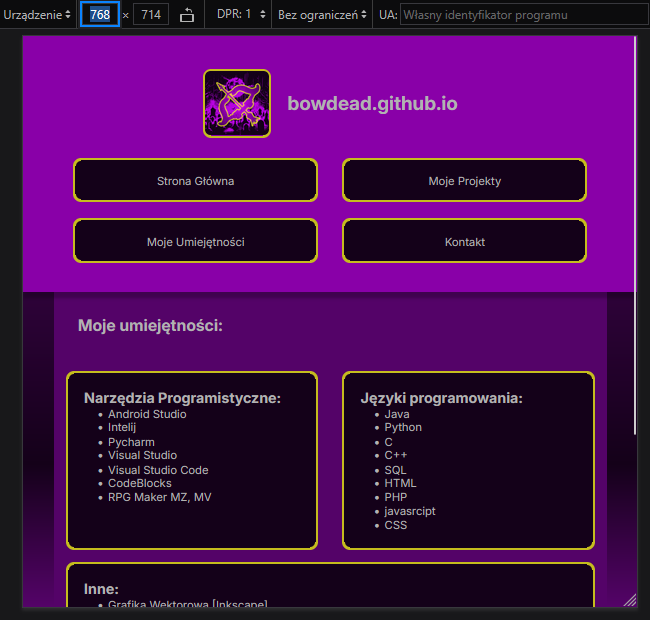 Urządzenie 768 × 714 DPR: 1 Bez ograniczeń UA: Własny identyfikator programu
bowdead.github.io
Strona Główna Moje Projekty
Moje Umiejętności Kontakt
Moje umiejętności:
Narzędzia Programistyczne:
Android Studio
Intelij
Pycharm
Visual Studio
Visual Studio Code
CodeBlocks
RPG Maker MZ, MV
Języki programowania:
Java
Python
C
C++
SQL
HTML
PHP
javasrcipt
CSS
Inne:
Grafika Wektorowa [Inkscape]